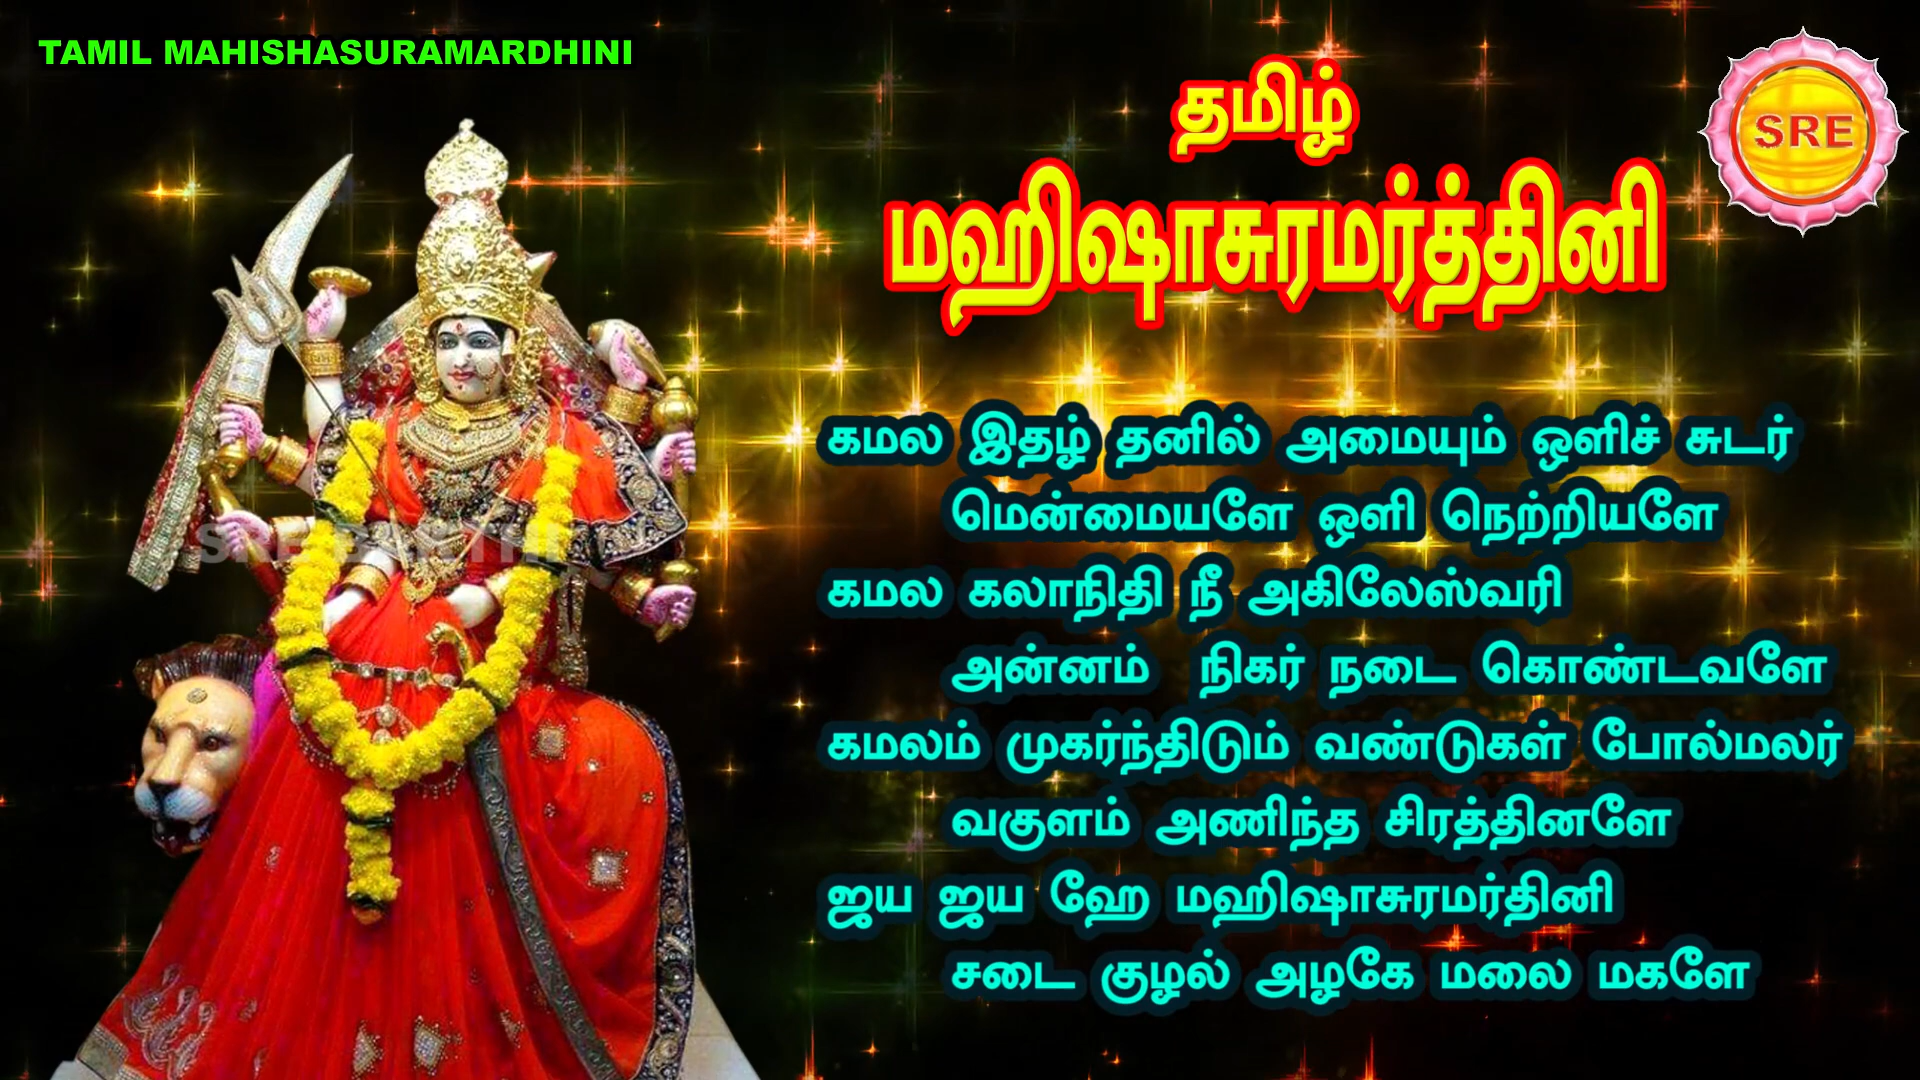 TAMIL MAHISHASURAMARDHINI
தமிழ்
மஹிஷாசுரமர்த்தினி
SRE
கமல இதழ் தனில் அமையும் ஒளிச் சுடர்
மென்மையளே ஒளி நெற்றியளே
கமல கலாநிதி நீ அகிலேஸ்வரி
அன்னம் நிகர் நடை கொண்டவளே
கமலம் முகர்ந்திடும் வண்டுகள் போல்மலர்
வகுளம் அணிந்த சிரத்தினளே
ஜய ஜய ஹே மஹிஷாசுரமர்தினி
சடை குழல் அழகே மலை மகளே